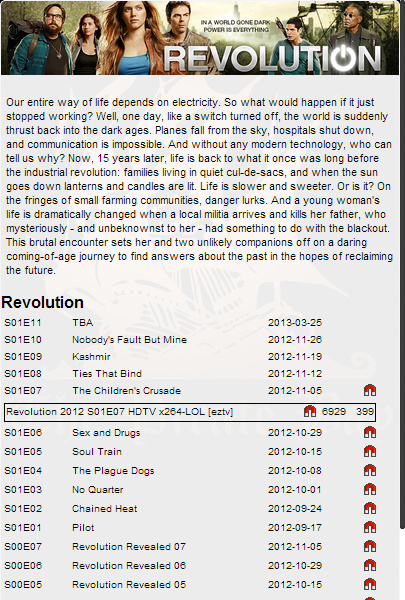 IN A WORLD GONE DARK
POWER IS EVERYTHING
REVOLUTION
Our entire way of life depends on electricity. So what would happen if it just
stopped working? Well, one day, like a switch turned off, the world is suddenly
thrust back into the dark ages. Planes fall from the sky, hospitals shut down,
and communication is impossible. And without any modern technology, who can
tell us why? Now, 15 years later, life is back to what it once was long before
the industrial revolution: families living in quiet cul-de-sacs, and when the sun
goes down lanterns and candles are lit. Life is slower and sweeter. Or is it? On
the fringes of small farming communities, danger lurks. And a young woman's
life is dramatically changed when a local militia arrives and kills her father, who
mysteriously - and unbeknownst to her - had something to do with the blackout.
This brutal encounter sets her and two unlikely companions off on a daring
coming-of-age journey to find answers about the past in the hopes of reclaiming
the future.
Revolution
S01E11 TBA 2013-03-25
S01E10 Nobody's Fault But Mine 2012-11-26
S01E09 Kashmir 2012-11-19
S01E08 Ties That Bind 2012-11-12
S01E07 The Children's Crusade 2012-11-05
Revolution 2012 S01E07 HDTV x264-LOL [eztv] 6929 399
S01E06 Sex and Drugs 2012-10-29
S01E05 Soul Train 2012-10-15
S01E04 The Plague Dogs 2012-10-08
S01E03 No Quarter 2012-10-01
S01E02 Chained Heat 2012-09-24
S01E01 Pilot 2012-09-17
S00E07 Revolution Revealed 07 2012-11-05
S00E06 Revolution Revealed 06 2012-10-29
S00E05 Revolution Revealed 05 2012-10-15